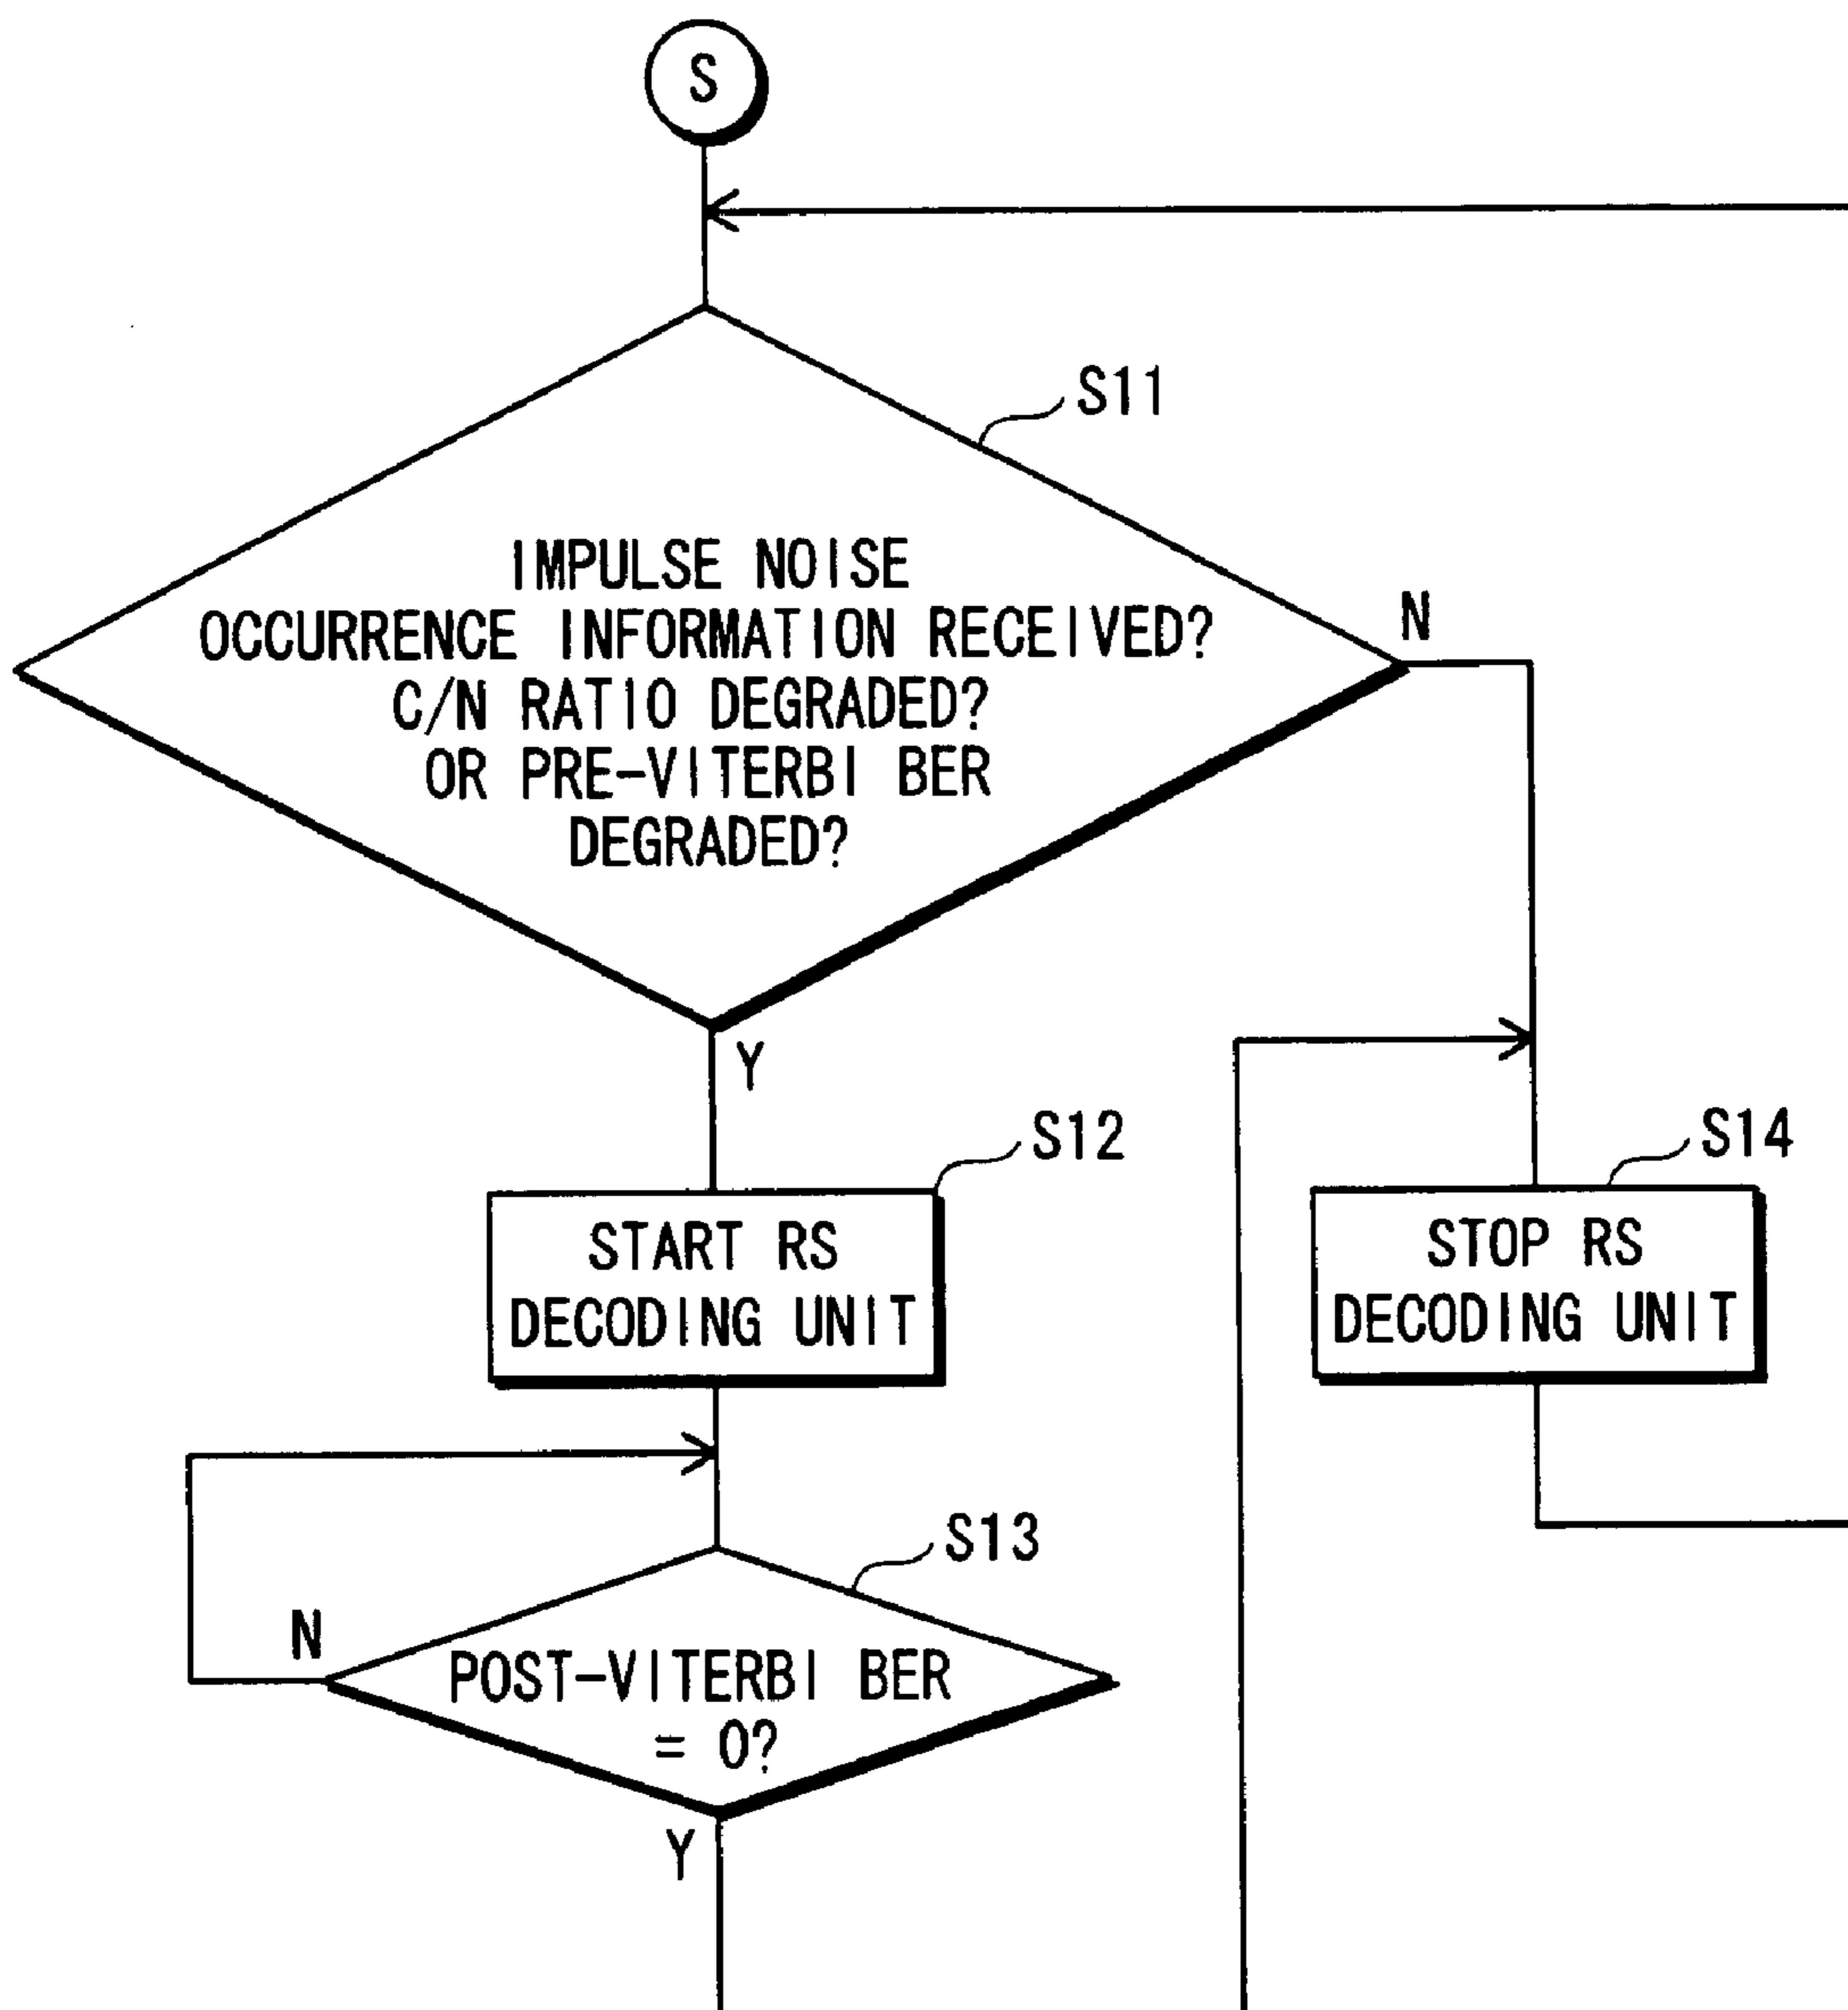 S
S11
IMPULSE NOISE
OCCURRENCE INFORMATION RECEIVED?
C/N RATIO DEGRADED?
OR PRE-VITERBI BER
DEGRADED?
N
Y
S12
START RS
DECODING UNIT
S14
STOP RS
DECODING UNIT
S13
N
POST-VITERBI BER
= 0?
Y